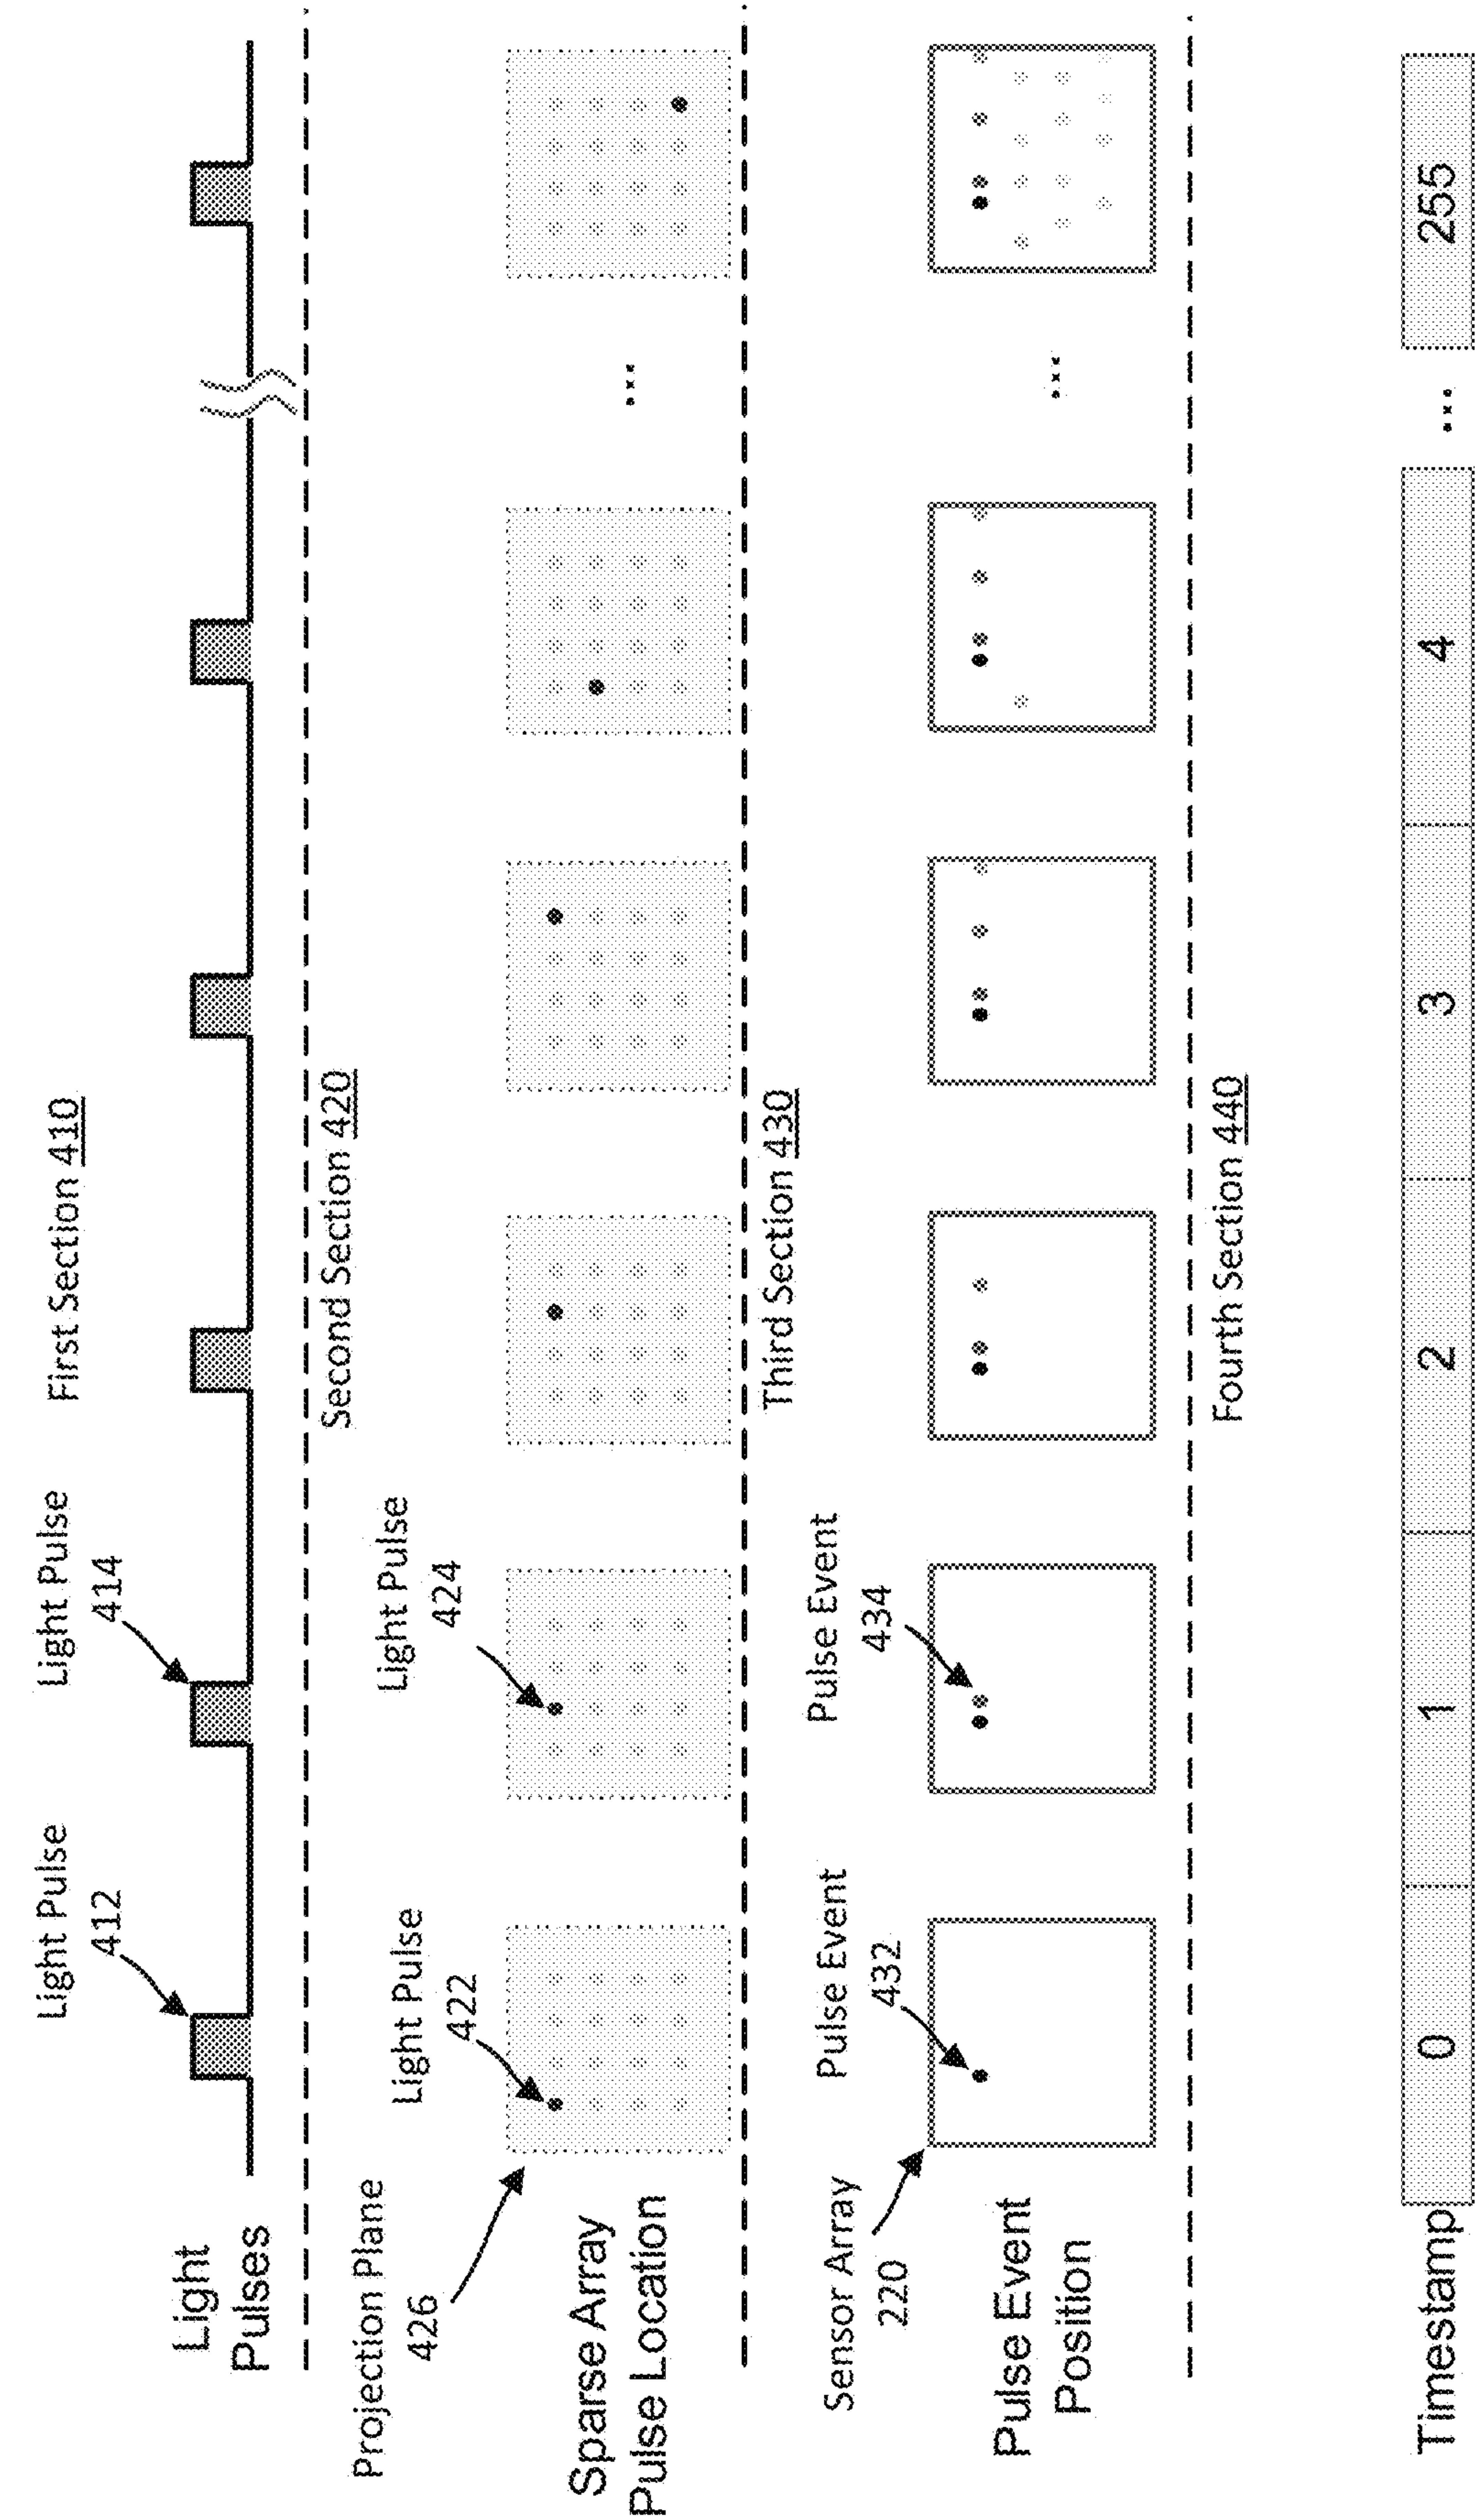 First Section 410
Light Pulse
412
Light Pulse
414
Light
Pulses
Second Section 420
Projection Plane
426
Light Pulse
422
Light Pulse
424
Sparse Array
Pulse Location
...
Third Section 430
Sensor Array
220
Pulse Event
432
Pulse Event
434
Pulse Event
Position
...
Fourth Section 440
Timestamp
0
1
2
3
4
...
255